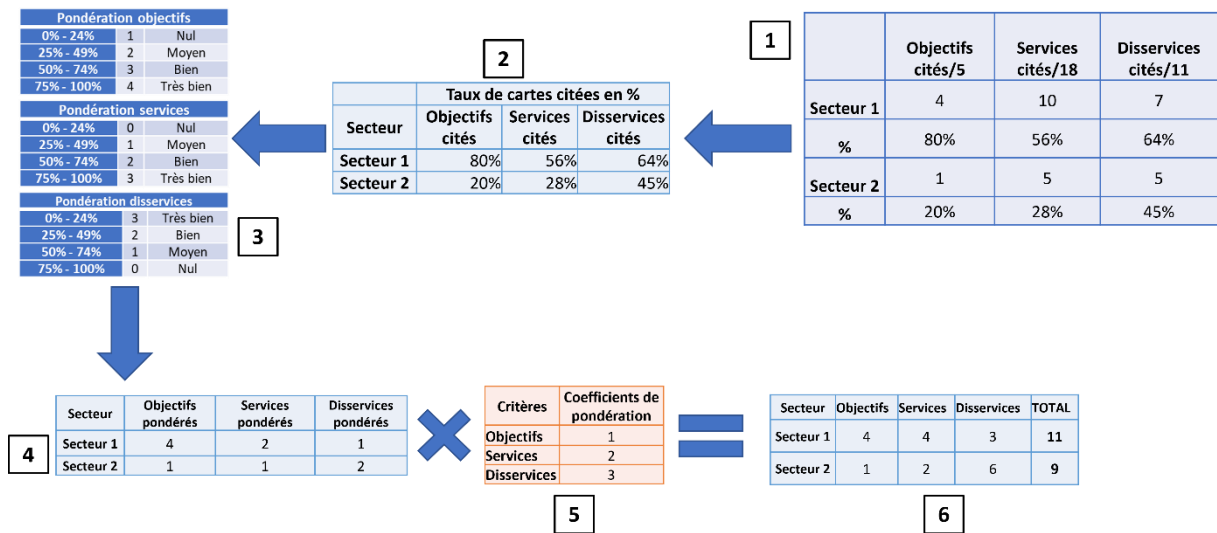 Pondération objectifs
0% - 24% 1 Nul
25% - 49% 2 Moyen
50% - 74% 3 Bien
75% - 100% 4 Très bien
Pondération services
0% - 24% 0 Nul
25% - 49% 1 Moyen
50% - 74% 2 Bien
75% - 100% 3 Très bien
Pondération disservices
0% - 24% 3 Très bien
25% - 49% 2 Bien
50% - 74% 1 Moyen
75% - 100% 0 Nul
3
2
Taux de cartes citées en %
Secteur Objectifs cités Services cités Disservices cités
Secteur 1 80% 56% 64%
Secteur 2 20% 28% 45%
1
Objectifs Services Disservices
cités/5 cités/18 cités/11
Secteur 1 4 10 7
% 80% 56% 64%
Secteur 2 1 5 5
% 20% 28% 45%
4
Secteur Objectifs pondérés Services pondérés Disservices pondérés
Secteur 1 4 2 1
Secteur 2 1 1 2
Critères Coefficients de pondération
Objectifs 1
Services 2
Disservices 3
5
Secteur Objectifs Services Disservices TOTAL
Secteur 1 4 4 3 11
Secteur 2 1 2 6 9
6